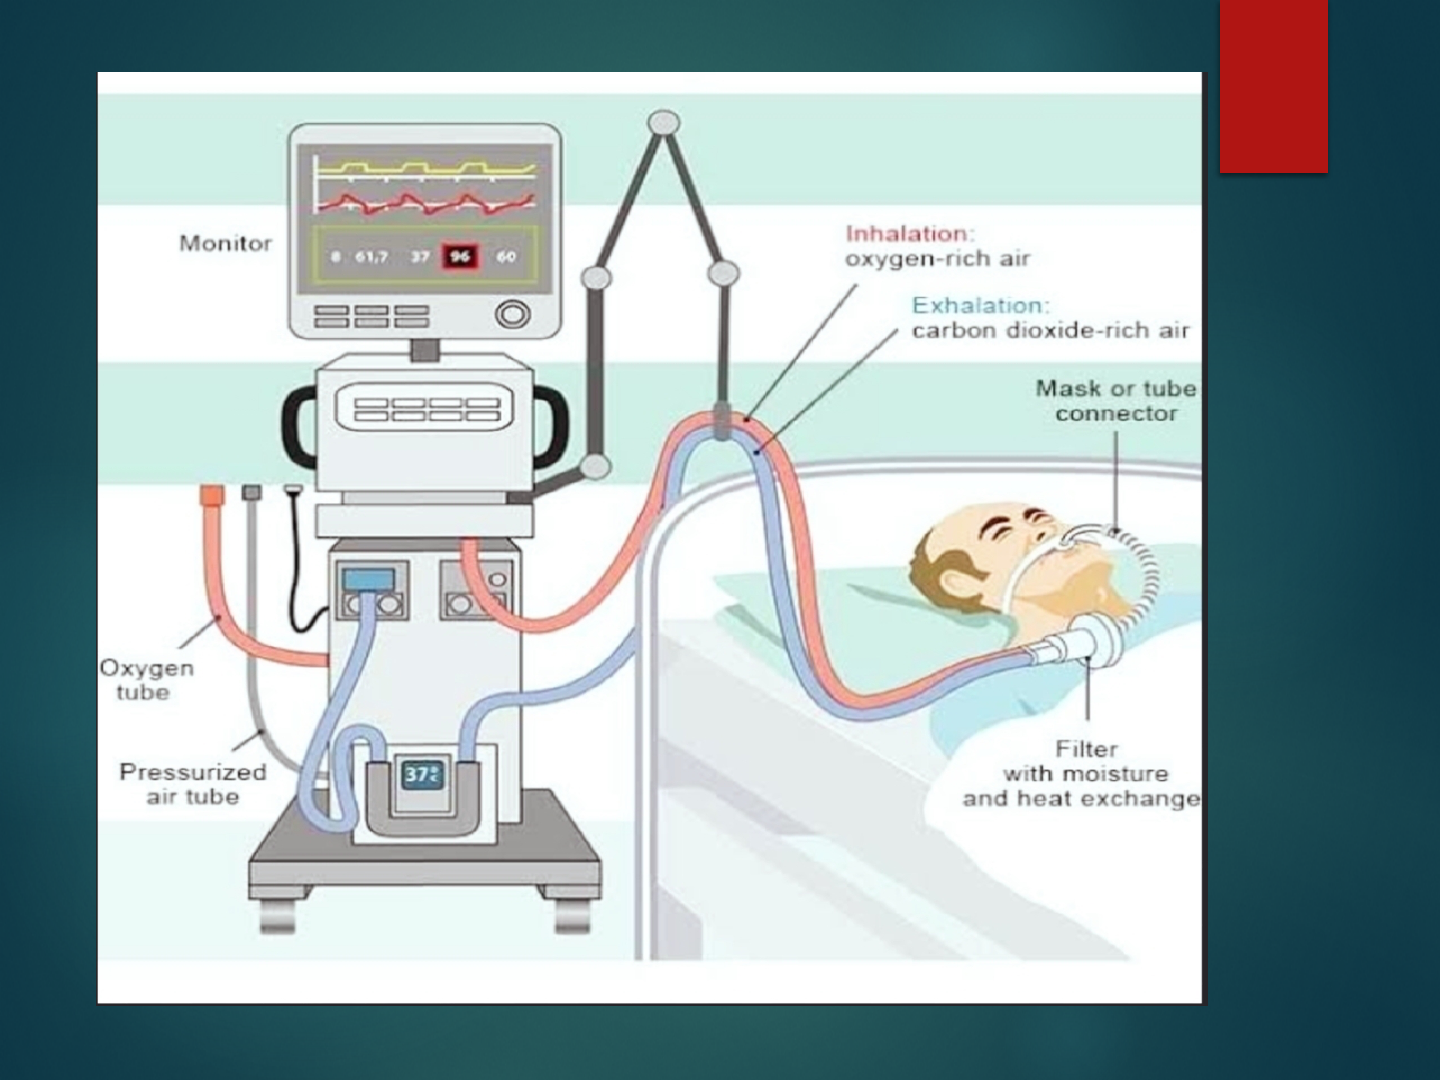 Monitor
8 61,7 37 96 60
Inhalation:
oxygen-rich air
Exhalation:
carbon dioxide-rich air
Mask or tube
connector
Oxygen
tube
Pressurized
air tube
37
Filter
with moisture
and heat exchange